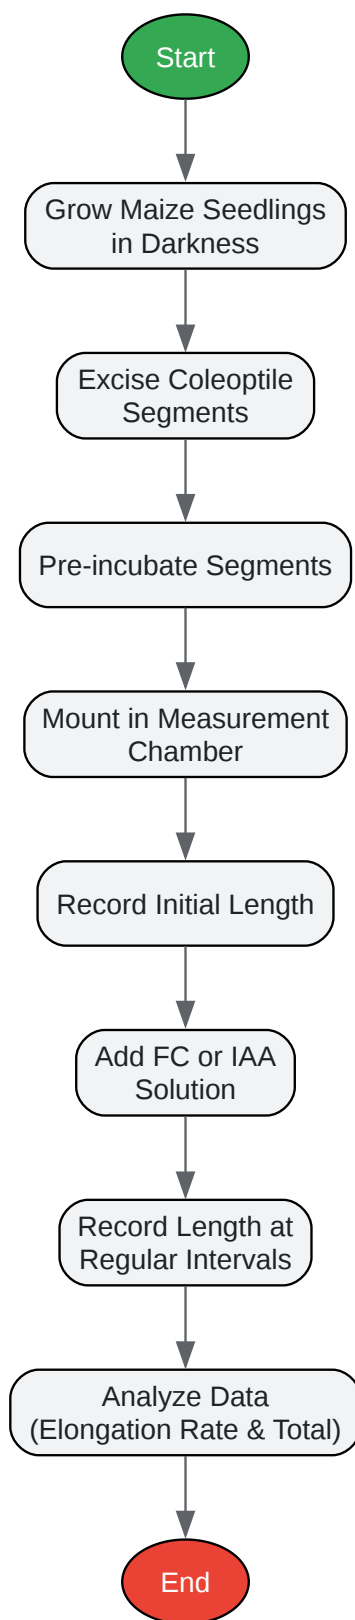 Start
Grow Maize Seedlings
in Darkness
Excise Coleoptile
Segments
Pre-incubate Segments
Mount in Measurement
Chamber
Record Initial Length
Add FC or IAA
Solution
Record Length at
Regular Intervals
Analyze Data
(Elongation Rate & Total)
End